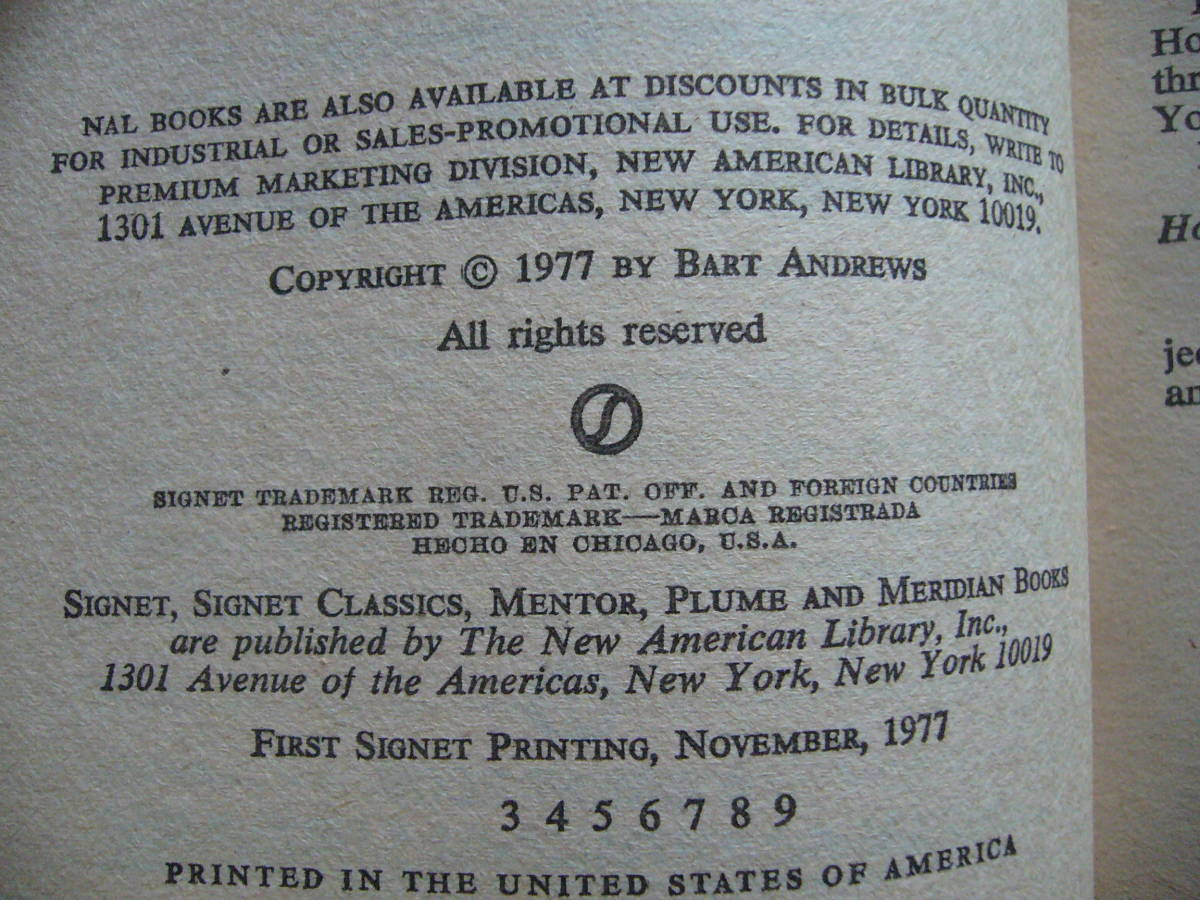 NAL BOOKS ARE ALSO AVAILABLE AT DISCOUNTS IN BULK QUANTITY
FOR INDUSTRIAL OR SALES-PROMOTIONAL USE. FOR DETAILS, WRITE TO
PREMIUM MARKETING DIVISION, NEW AMERICAN LIBRARY, INC.,
1301 AVENUE OF THE AMERICAS, NEW YORK, NEW YORK 10019.
COPYRIGHT © 1977 BY BART ANDREWS
All rights reserved
SIGNET TRADEMARK REG. U.S. PAT. OFF. AND FOREIGN COUNTRIES
REGISTERED TRADEMARK—MARCA REGISTRADA
HECHO EN CHICAGO, U.S.A.
SIGNET, SIGNET CLASSICS, MENTOR, PLUME AND MERIDIAN BOOKS
are published by The New American Library, Inc.,
1301 Avenue of the Americas, New York, New York 10019
FIRST SIGNET PRINTING, NOVEMBER, 1977
3 4 5 6 7 8 9
PRINTED IN THE UNITED STATES OF AMERICA